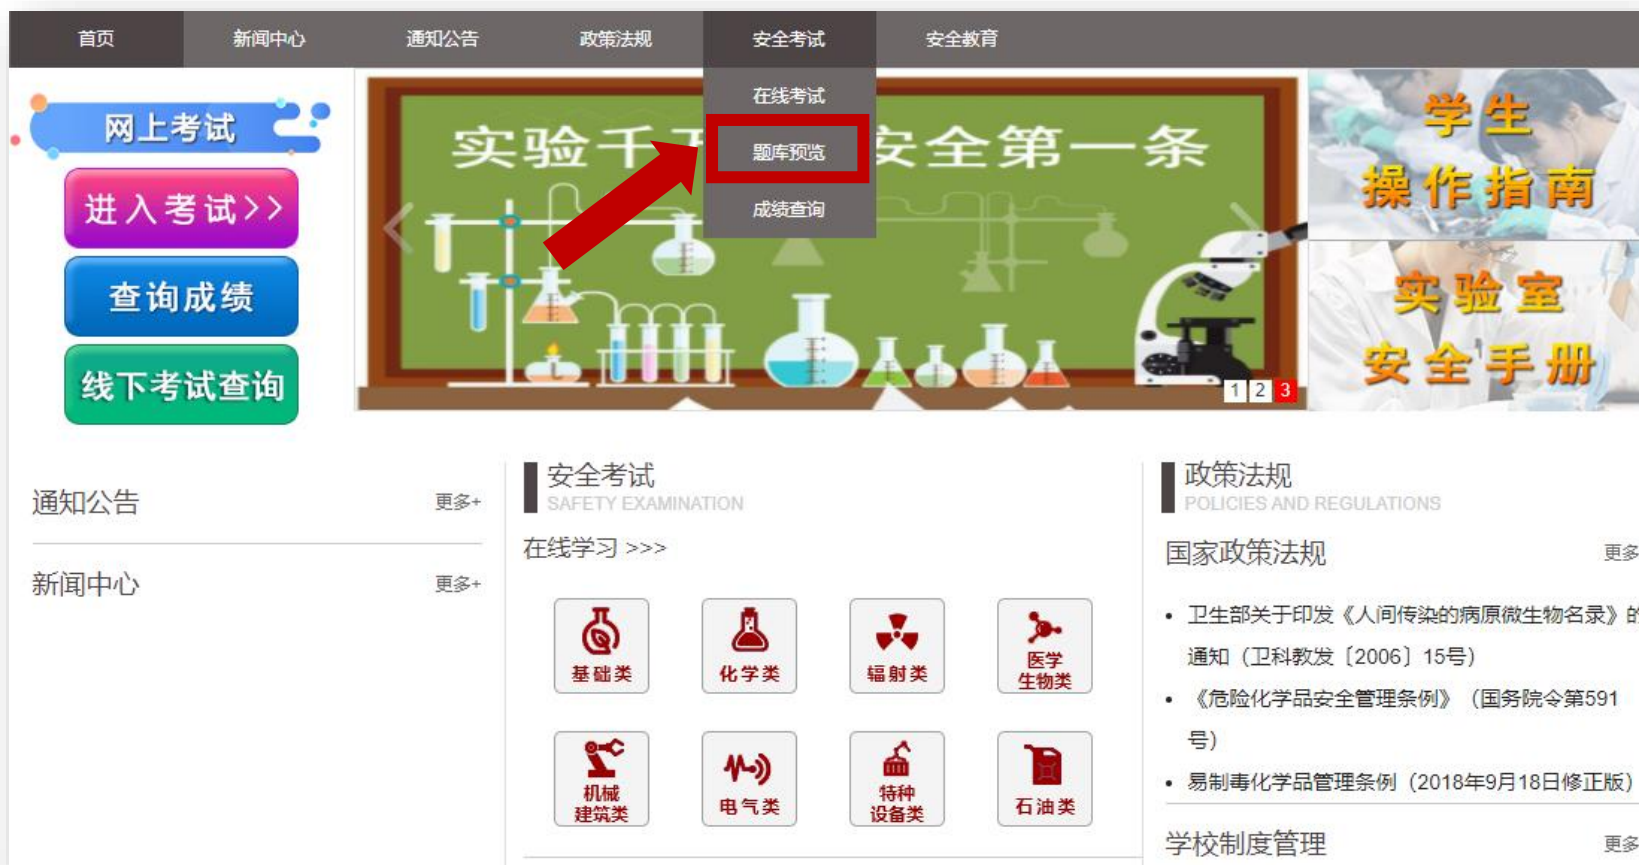 首页 新闻中心 通知公告 政策法规 安全考试 安全教育
在线考试
题库预览
成绩查询
网上考试
进入考试>>
查询成绩
线下考试查询
实验千 安全第一条
1 2 3
学生
操作指南
实验室
安全手册
通知公告 更多+
新闻中心 更多+
安全考试
SAFETY EXAMINATION
在线学习 >>>
基础类
化学类
辐射类
医学
生物类
机械
建筑类
电气类
特种
设备类
石油类
政策法规
POLICIES AND REGULATIONS
国家政策法规 更多
• 卫生部关于印发《人间传染的病原微生物名录》的
通知（卫科教发〔2006〕15号）
• 《危险化学品安全管理条例》（国务院令第591
号）
• 易制毒化学品管理条例（2018年9月18日修正版）
学校制度管理 更多